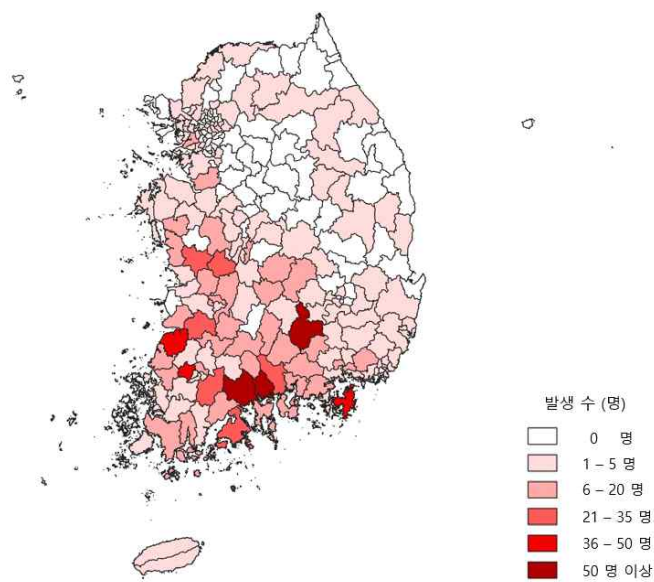 발생 수 (명)
0 명
1 – 5 명
6 – 20 명
21 – 35 명
36 – 50 명
50 명 이상